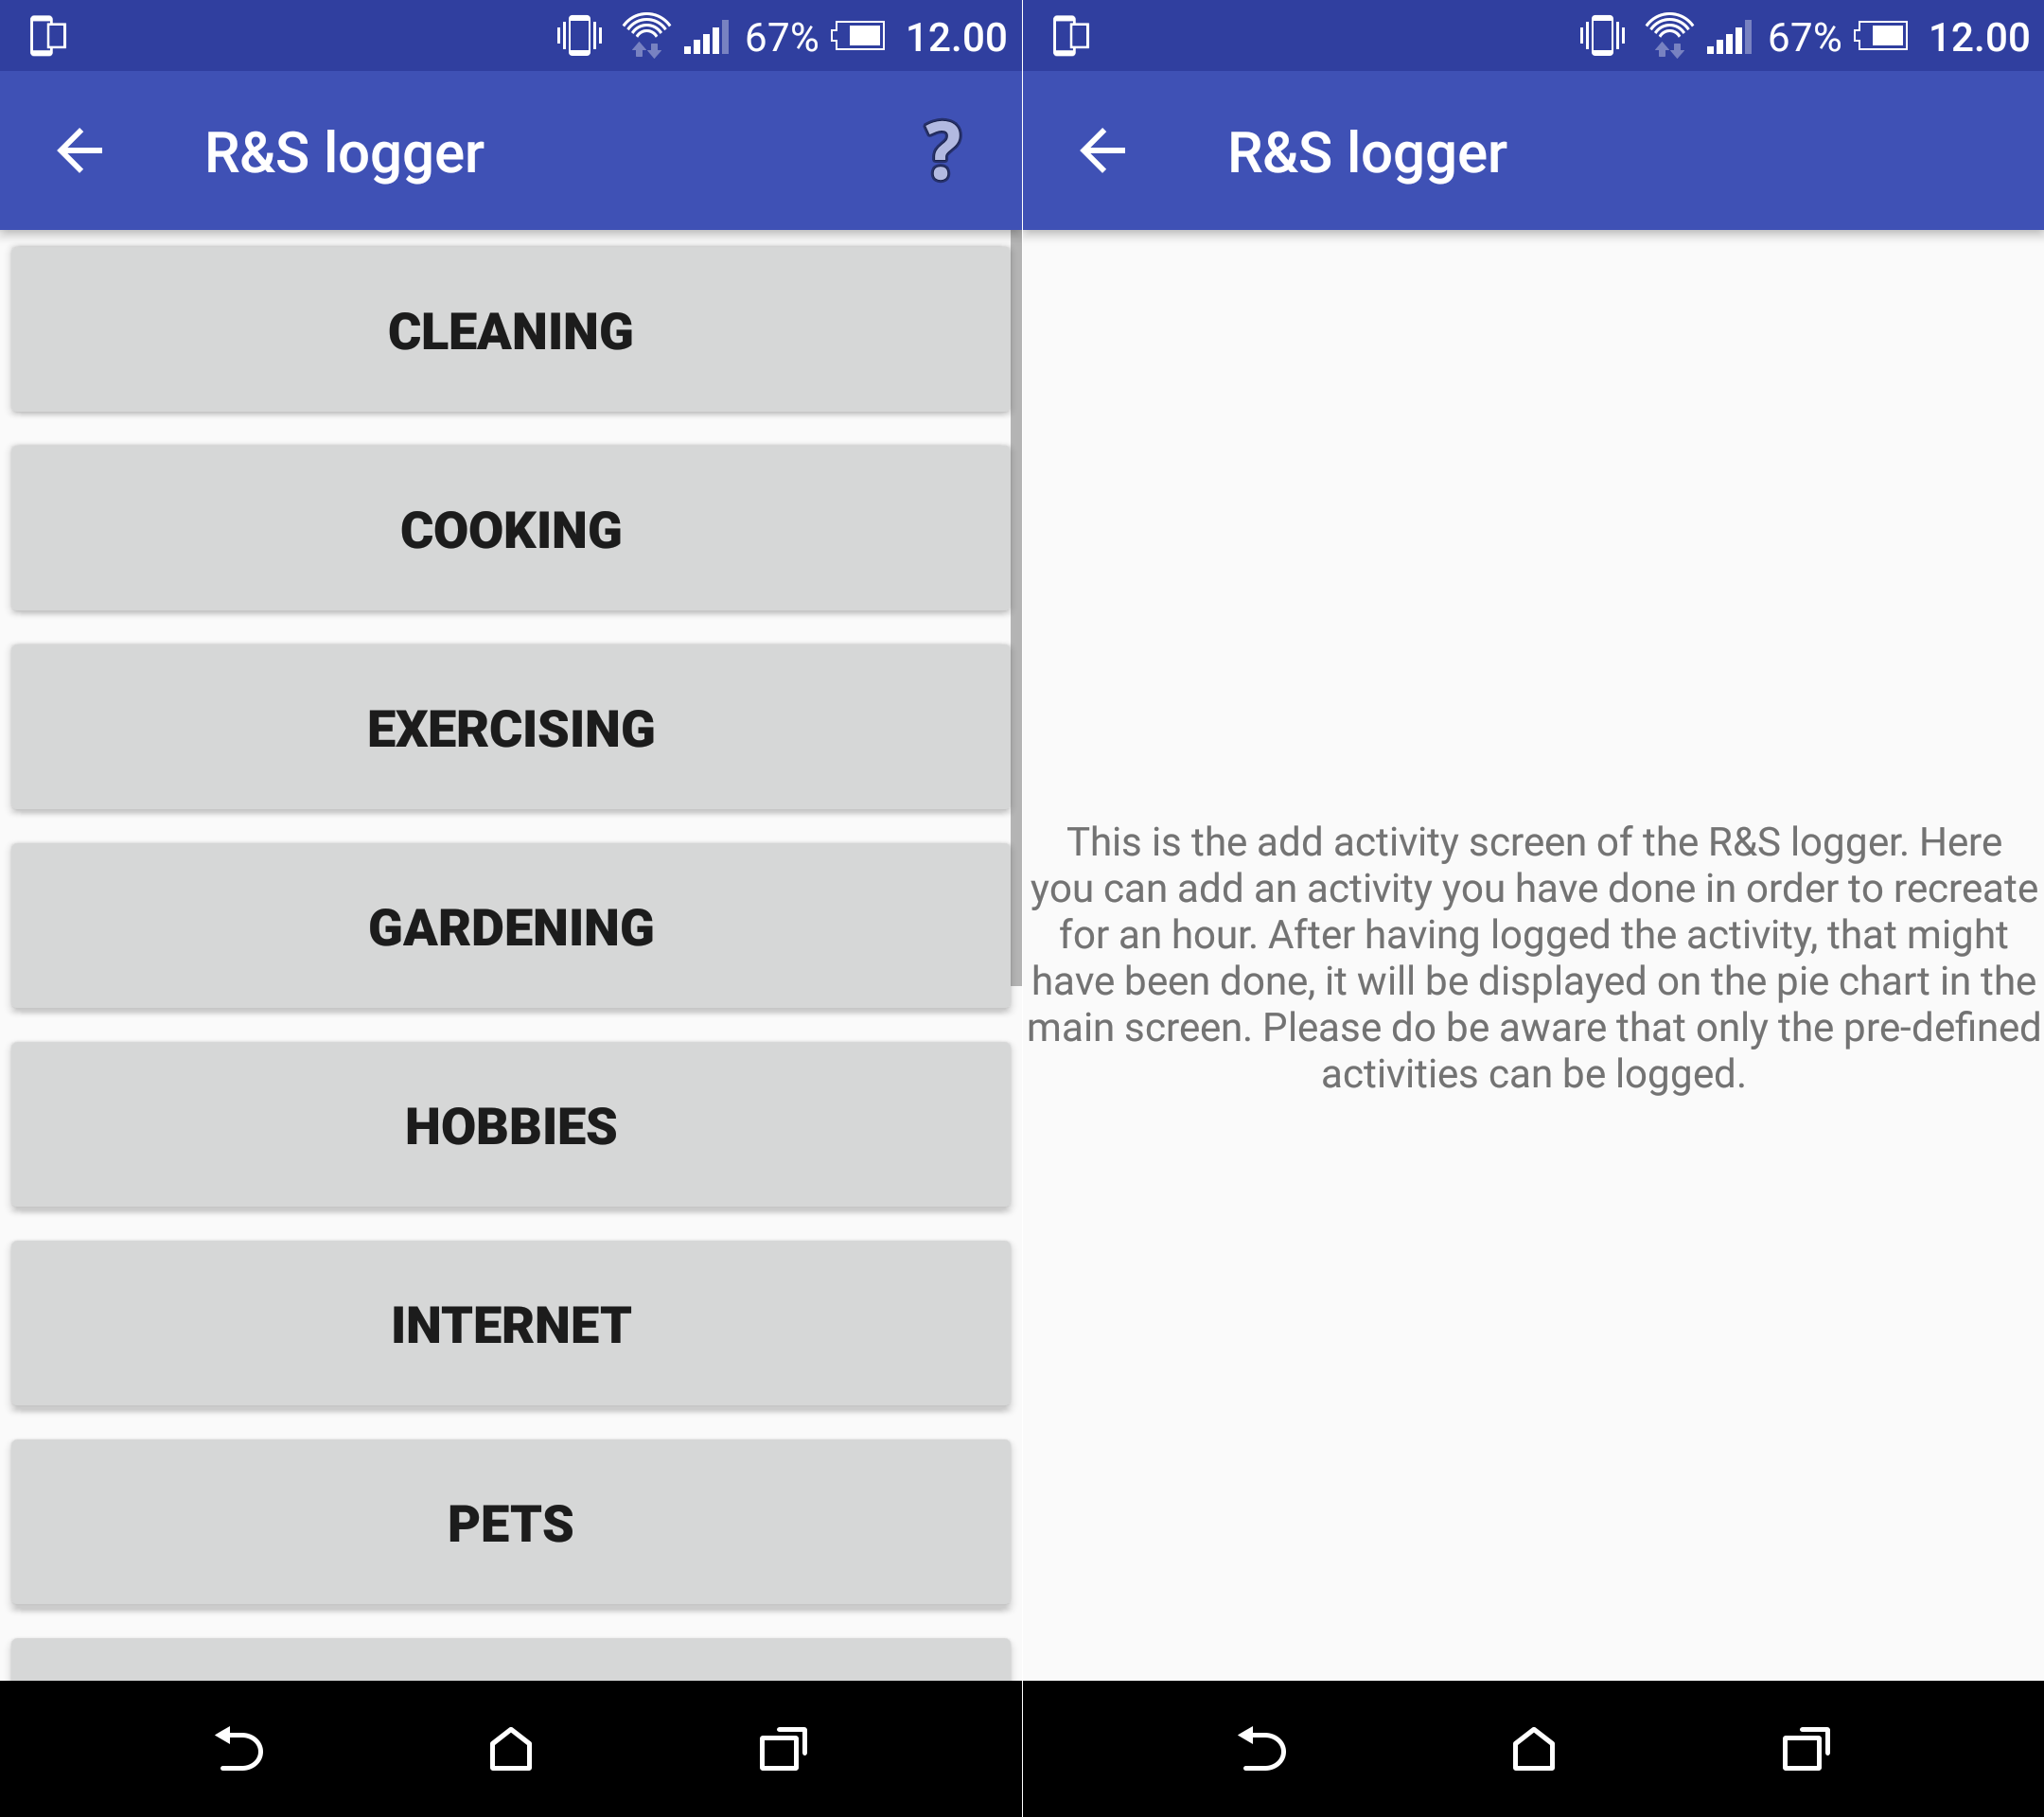 67% 12.00
R&S logger
?
CLEANING
COOKING
EXERCISING
GARDENING
HOBBIES
INTERNET
PETS
67% 12.00
R&S logger
This is the add activity screen of the R&S logger. Here
you can add an activity you have done in order to recreate
for an hour. After having logged the activity, that might
have been done, it will be displayed on the pie chart in the
main screen. Please do be aware that only the pre-defined
activities can be logged.